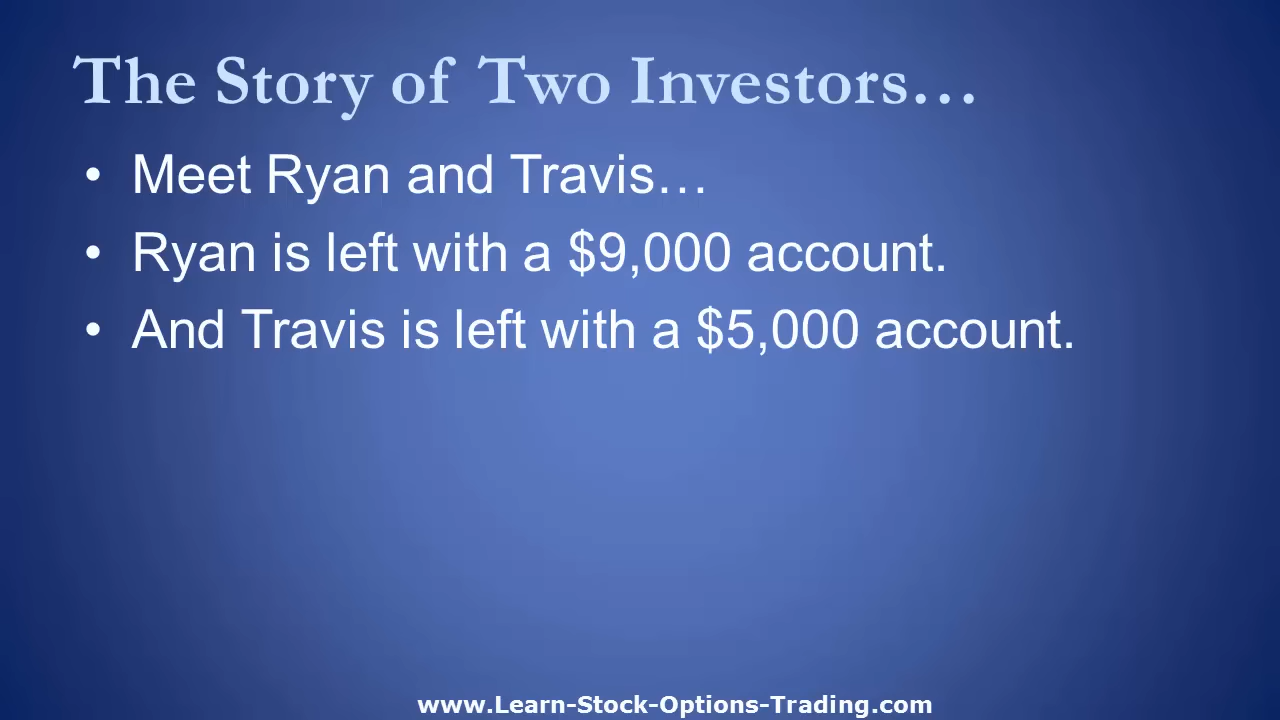 The Story of Two Investors…
• Meet Ryan and Travis…
• Ryan is left with a $9,000 account.
• And Travis is left with a $5,000 account.
www.Learn-Stock-Options-Trading.com